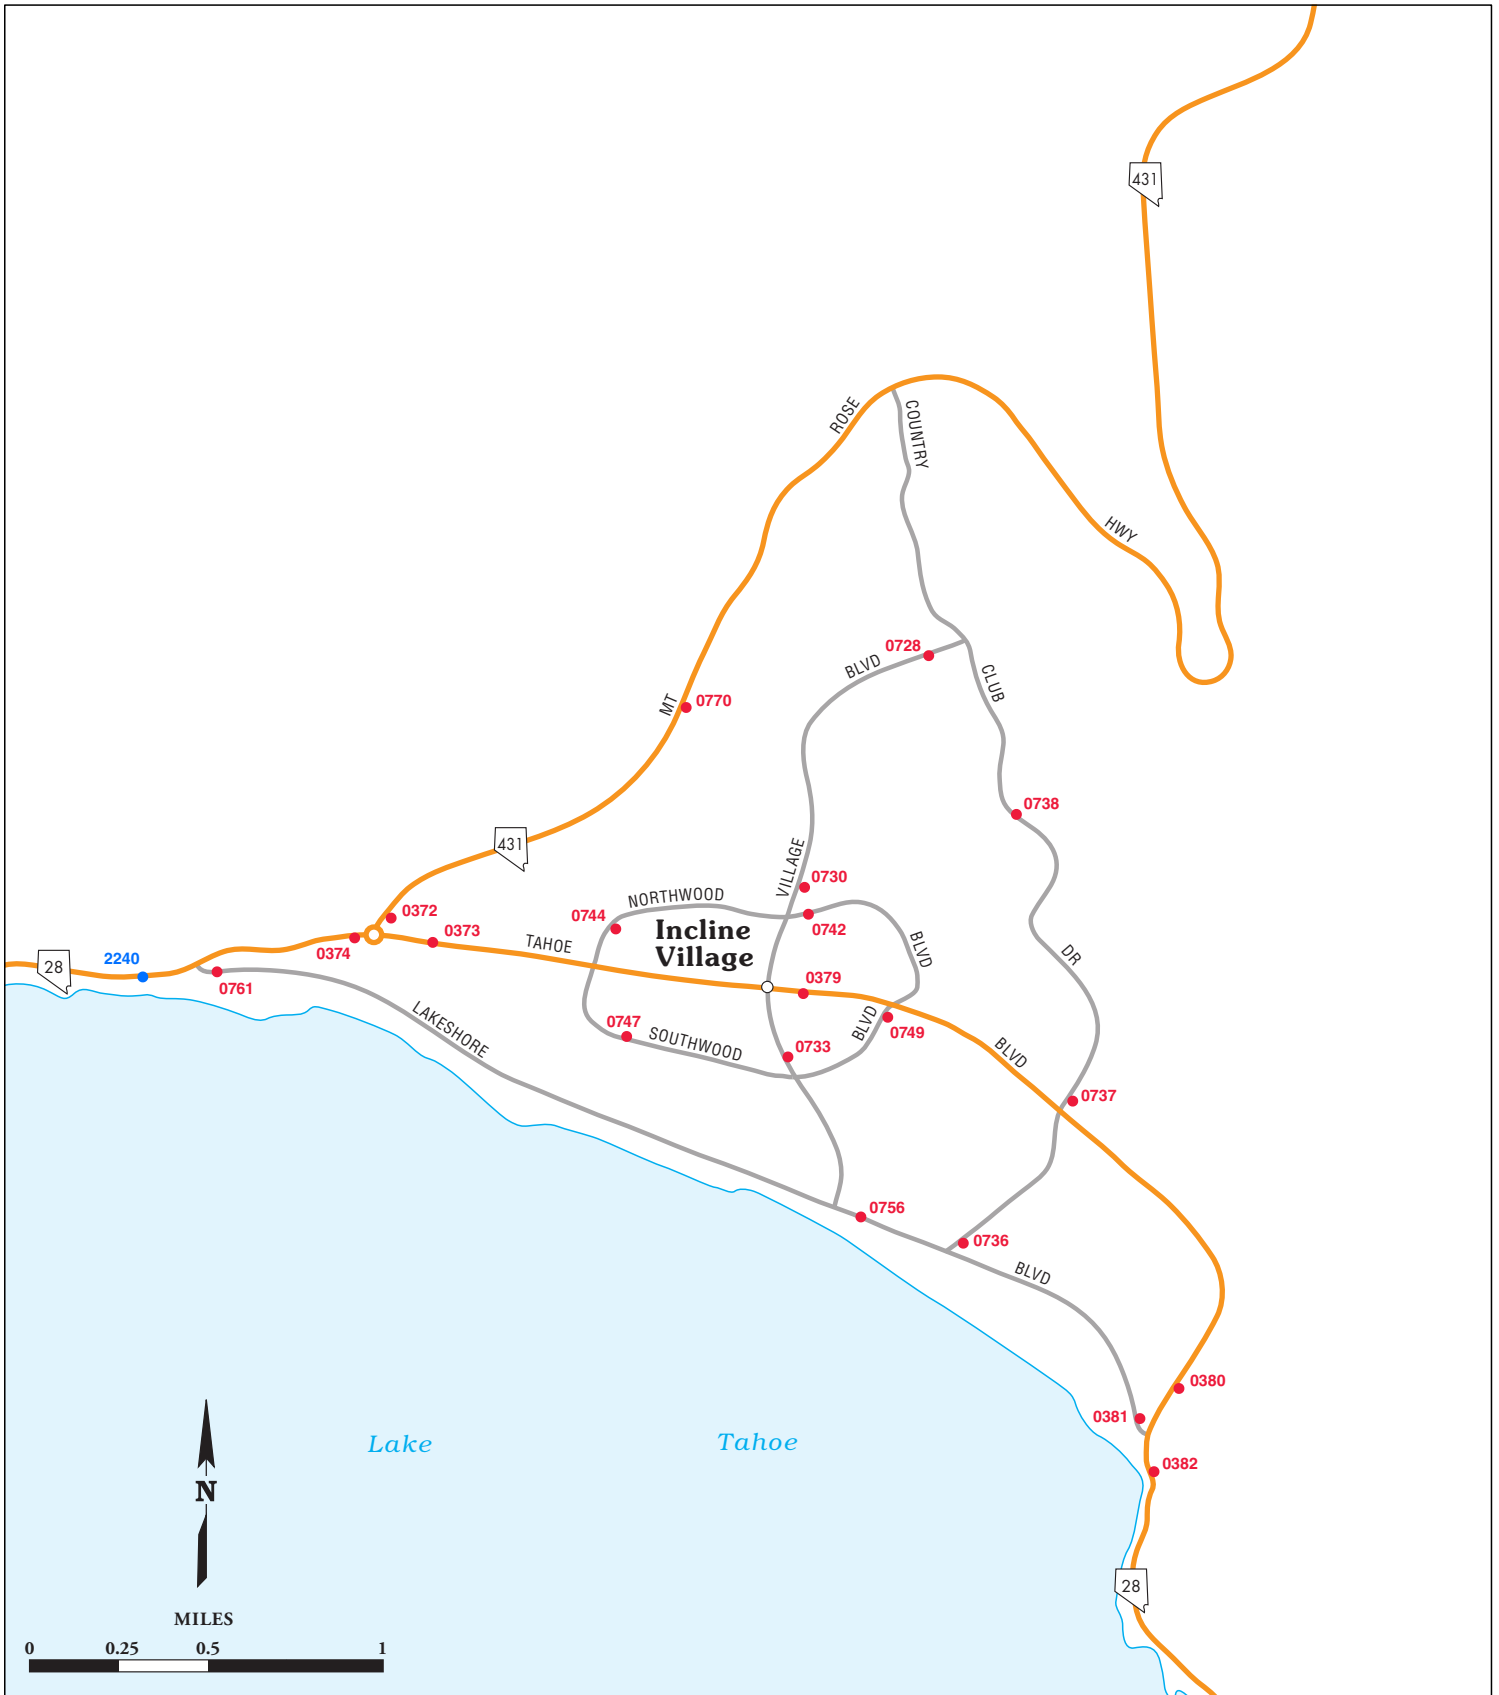 431
ROSE
COUNTRY
HWY
0728
BLVD
CLUB
MT
0770
0738
431
VILLAGE
0730
NORTHWOOD
0372
0744
0742
Incline
Village
0373
0374
TAHOE
BLVD
DR
28
2240
0761
0379
LAKESHORE
0747
SOUTHWOOD
BLVD
0749
0733
BLVD
0737
0756
0736
BLVD
0380
0381
Lake
Tahoe
0382
N
28
MILES
0 0.25 0.5 1